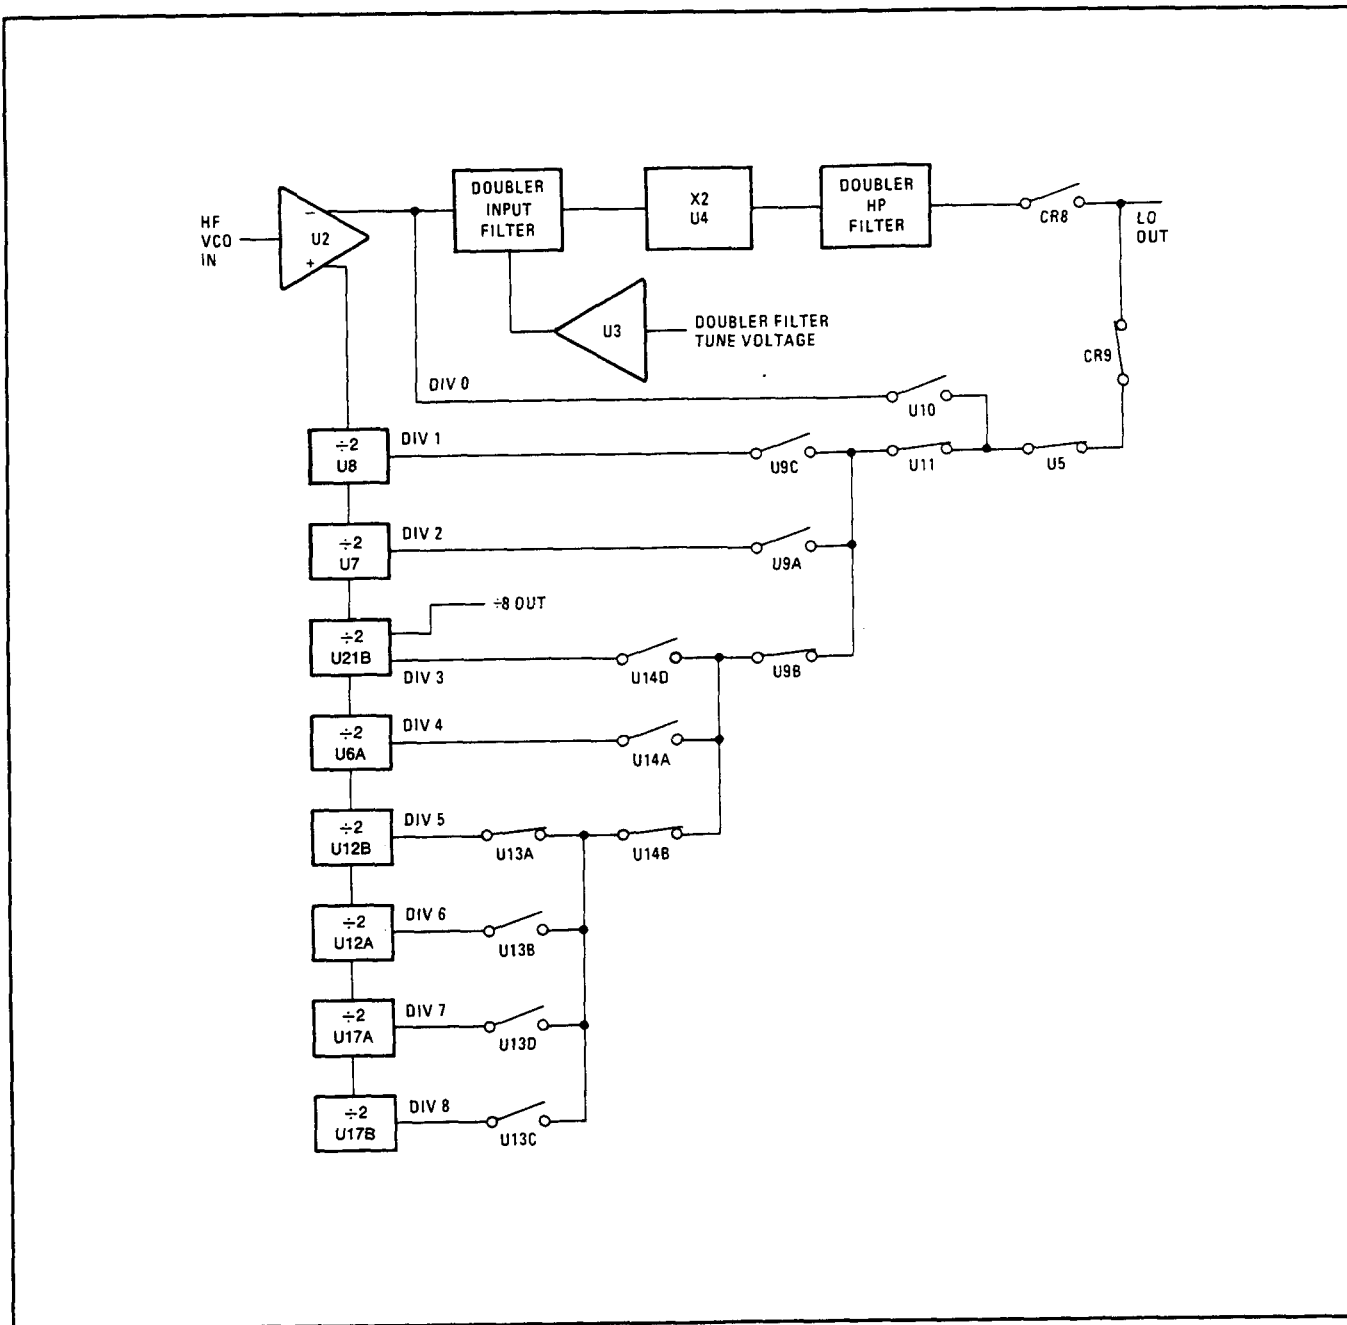 DOUBLER
INPUT
FILTER
X2
U4
DOUBLER
HP
FILTER
CR8
LO
OUT
HF
VCO
IN
−
U2
+
U3
DOUBLER FILTER
TUNE VOLTAGE
CR9
DIV 0
U10
÷2
U8
DIV 1
U9C
U11
U5
÷2
U7
DIV 2
U9A
÷8 OUT
÷2
U21B
DIV 3
U14D
U9B
÷2
U6A
DIV 4
U14A
÷2
U12B
DIV 5
U13A
U14B
÷2
U12A
DIV 6
U13B
÷2
U17A
DIV 7
U13D
÷2
U17B
DIV 8
U13C